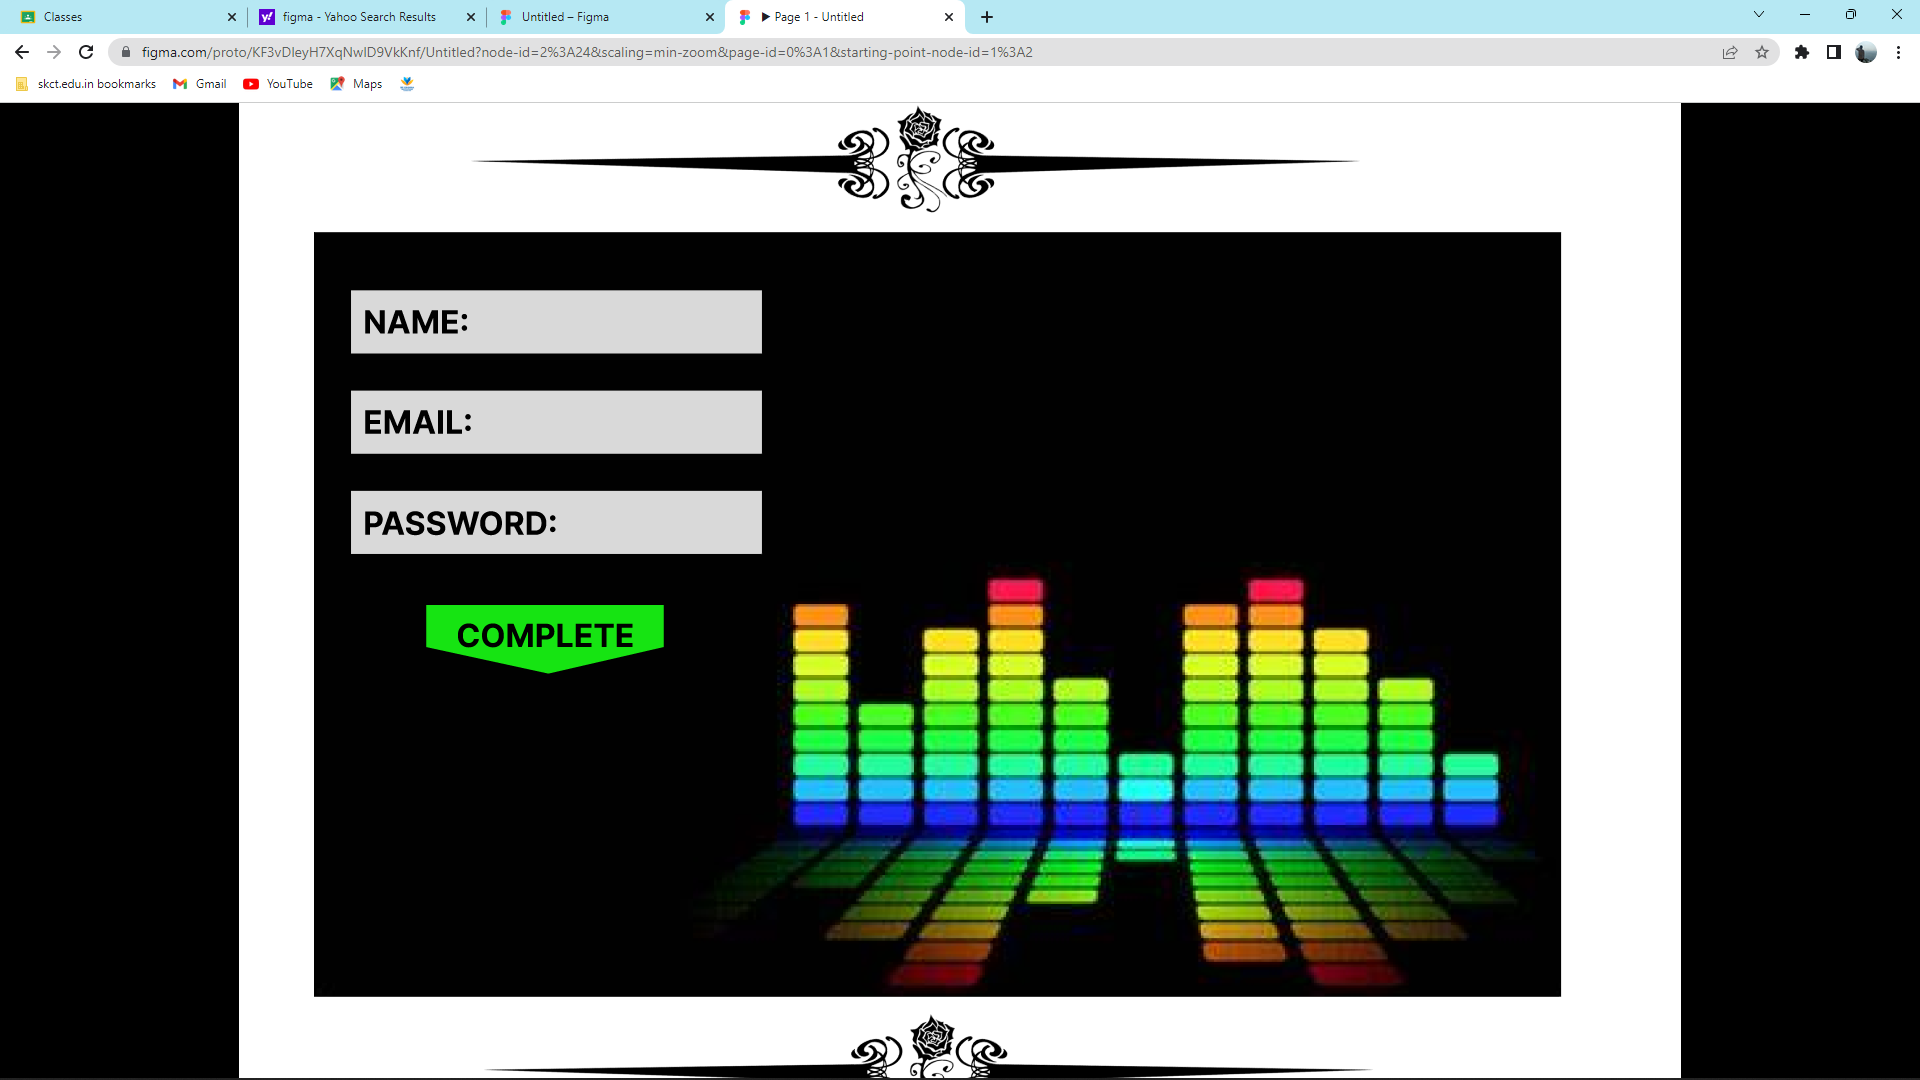 Classes
figma - Yahoo Search Results
Untitled – Figma
Page 1 - Untitled
figma.com/proto/KF3vDIeyH7XqNwID9VkKnf/Untitled?node-id=2%3A24&scaling=min-zoom&page-id=0%3A1&starting-point-node-id=1%3A2
skct.edu.in bookmarks
Gmail
YouTube
Maps
NAME:
EMAIL:
PASSWORD:
COMPLETE